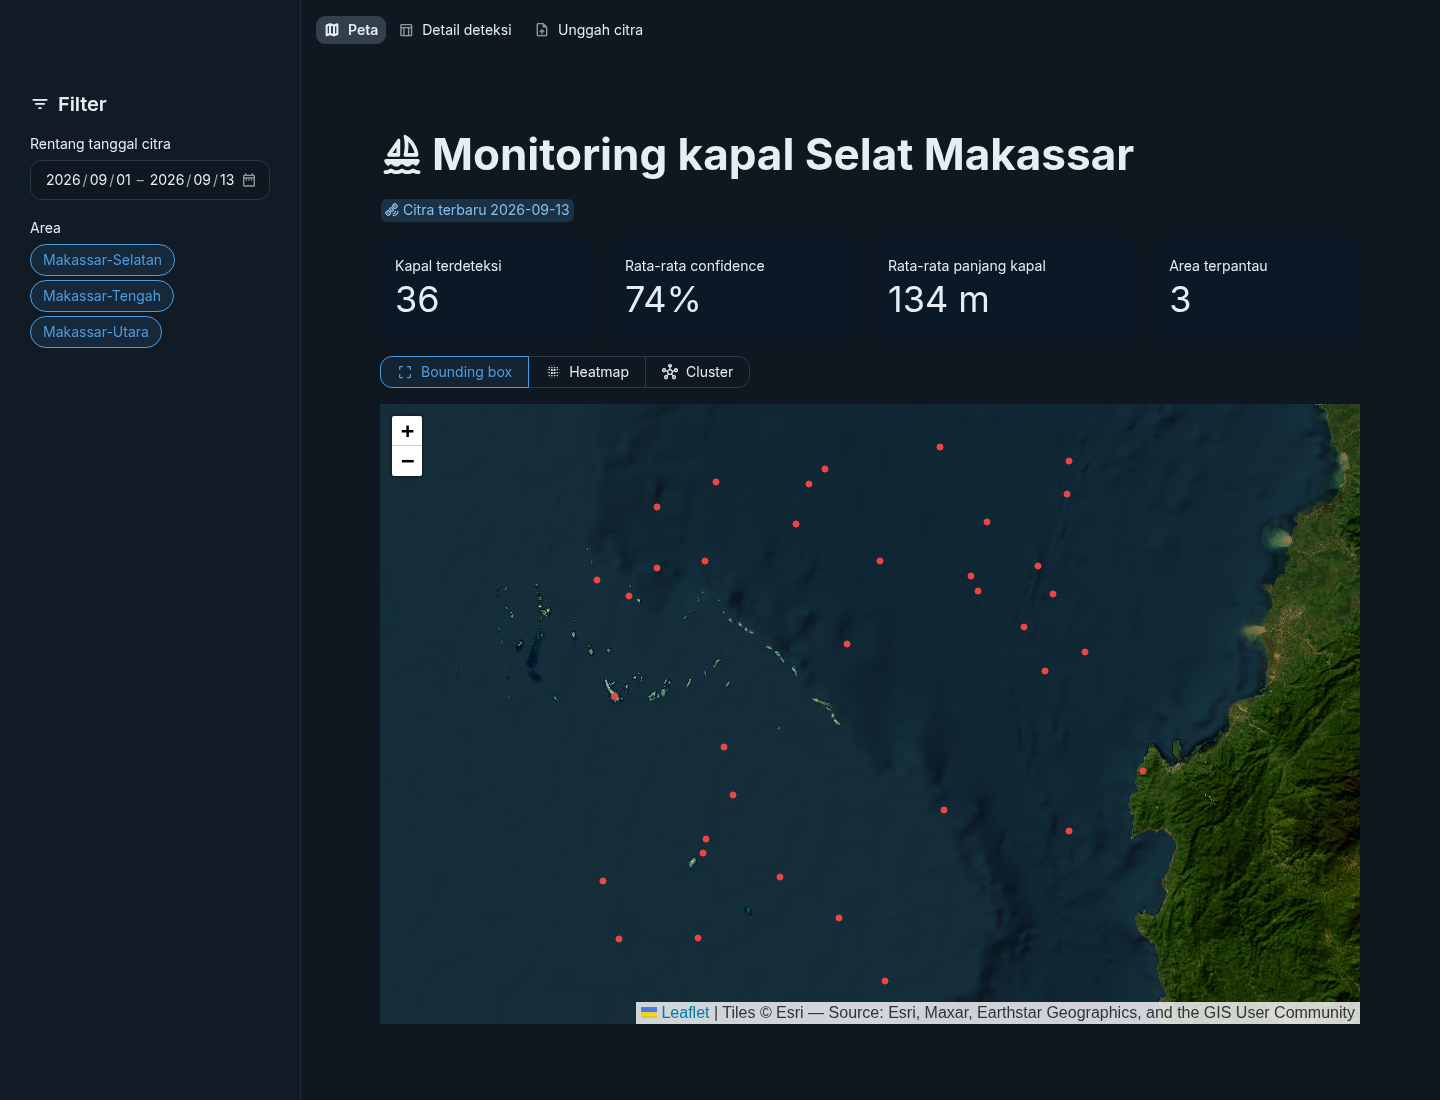 Peta
Detail deteksi
Unggah citra
Filter
Rentang tanggal citra
2026/09/01 – 2026/09/13
Area
Makassar-Selatan
Makassar-Tengah
Makassar-Utara
Monitoring kapal Selat Makassar
Citra terbaru 2026-09-13
Kapal terdeteksi
36
Rata-rata confidence
74%
Rata-rata panjang kapal
134 m
Area terpantau
3
Bounding box
Heatmap
Cluster
+
−
Leaflet | Tiles © Esri — Source: Esri, Maxar, Earthstar Geographics, and the GIS User Community